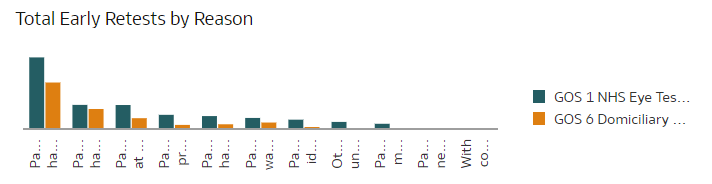 Total Early Retests by Reason
GOS 1 NHS Eye Tes...
GOS 6 Domiciliary ...
Pa...
ha...
Pa...
ha...
Pa...
at ...
Pa...
pr...
Pa...
ha...
Pa...
wa...
Pa...
id...
Ot...
un...
Pa...
m...
Pa...
ne...
With
co...